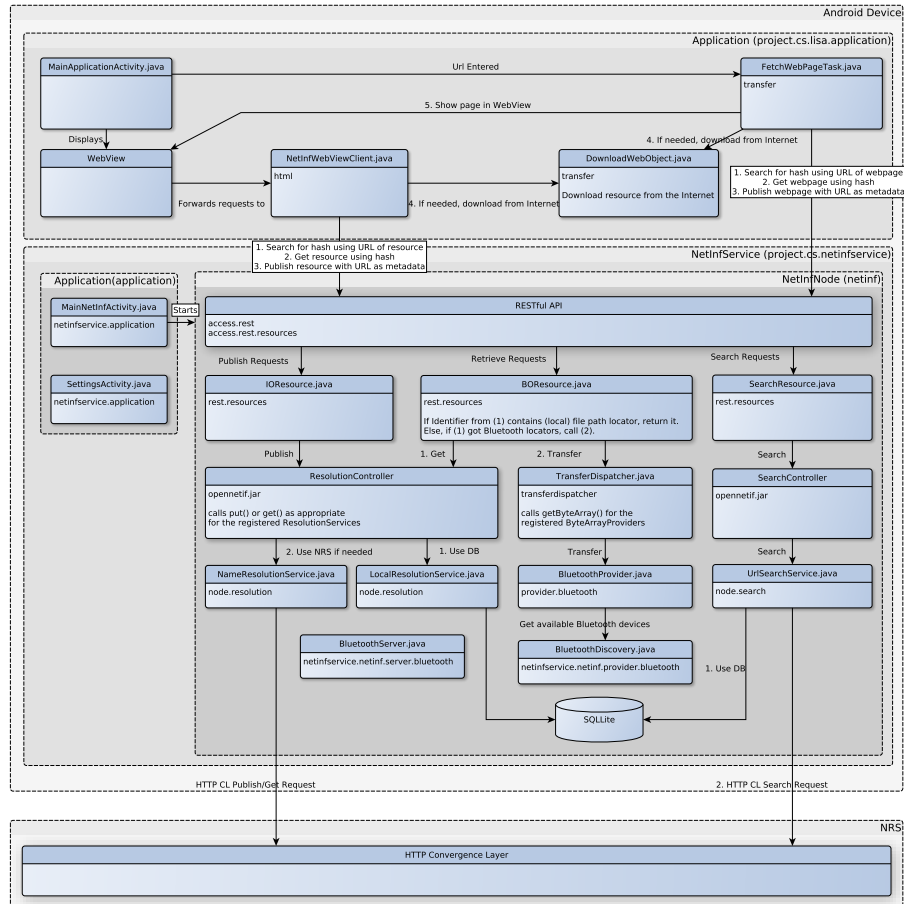 Android Device
Application (project.cs.lisa.application)
MainApplicationActivity.java
Url Entered
FetchWebPageTask.java
transfer
5. Show page in WebView
Displays
4. If needed, download from Internet
WebView
NetInfWebViewClient.java
html
DownloadWebObject.java
transfer
Download resource from the Internet
Forwards requests to
4. If needed, download from Internet
1. Search for hash using URL of webpage
2. Get webpage using hash
3. Publish webpage with URL as metadata
1. Search for hash using URL of resource
2. Get resource using hash
3. Publish resource with URL as metadata
NetInfService (project.cs.netinfservice)
Application(application)
NetInfNode (netinf)
MainNetInfActivity.java
netinfservice.application
Starts
RESTful API
access.rest
access.rest.resources
Publish Requests
Retrieve Requests
Search Requests
SettingsActivity.java
netinfservice.application
IOResource.java
rest.resources
BOResource.java
rest.resources
If Identifier from (1) contains (local) file path locator, return it.
Else, if (1) got Bluetooth locators, call (2).
SearchResource.java
rest.resources
Publish
1. Get
2. Transfer
Search
ResolutionController
opennetif.jar
calls put() or get() as appropriate
for the registered ResolutionServices
TransferDispatcher.java
transferdispatcher
calls getByteArray() for the
registered ByteArrayProviders
SearchController
opennetif.jar
2. Use NRS if needed
1. Use DB
Transfer
Search
NameResolutionService.java
node.resolution
LocalResolutionService.java
node.resolution
BluetoothProvider.java
provider.bluetooth
UrlSearchService.java
node.search
Get available Bluetooth devices
BluetoothServer.java
netinfservice.netinf.server.bluetooth
BluetoothDiscovery.java
netinfservice.netinf.provider.bluetooth
1. Use DB
SQLLite
HTTP CL Publish/Get Request
2. HTTP CL Search Request
NRS
HTTP Convergence Layer